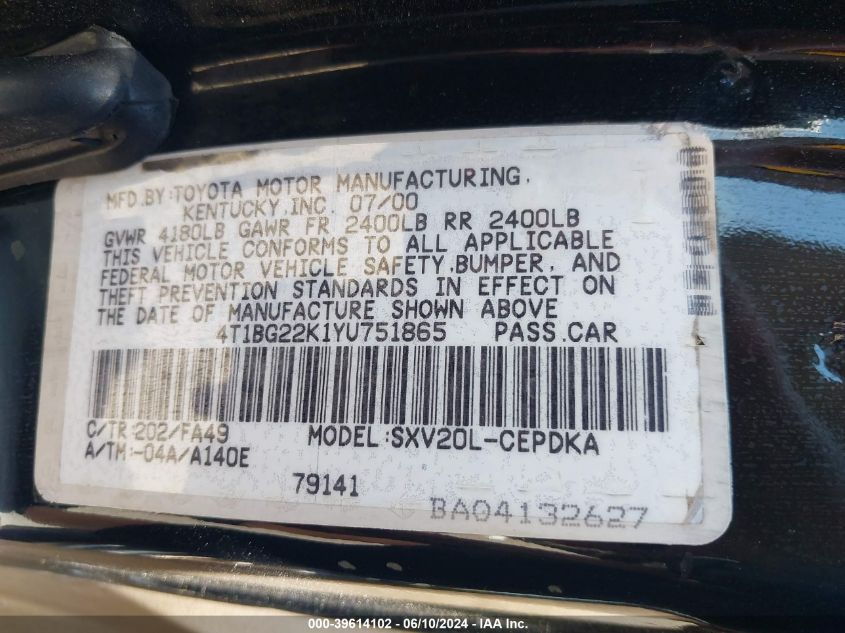 MFD.BY:TOYOTA MOTOR MANUFACTURING,
KENTUCKY,INC. 07/00
GVWR 4180LB GAWR FR 2400LB RR 2400LB
THIS VEHICLE CONFORMS TO ALL APPLICABLE
FEDERAL MOTOR VEHICLE SAFETY,BUMPER, AND
THEFT PREVENTION STANDARDS IN EFFECT ON
THE DATE OF MANUFACTURE SHOWN ABOVE
4T1BG22K1YU751865 PASS.CAR
C/TR:202/FA49 MODEL:SXV20L-CEPDKA
A/TM:-04A/A140E
79141
BA04132627
000-39614102 - 06/10/2024 - IAA, Inc.